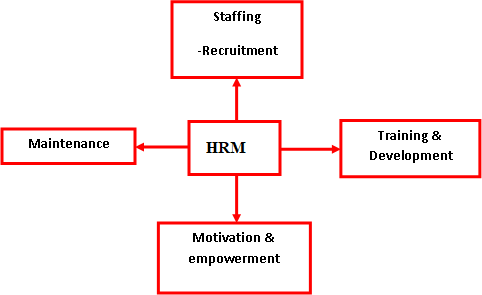 Staffing
-Recruitment
Maintenance
HRM
Training &
Development
Motivation &
empowerment